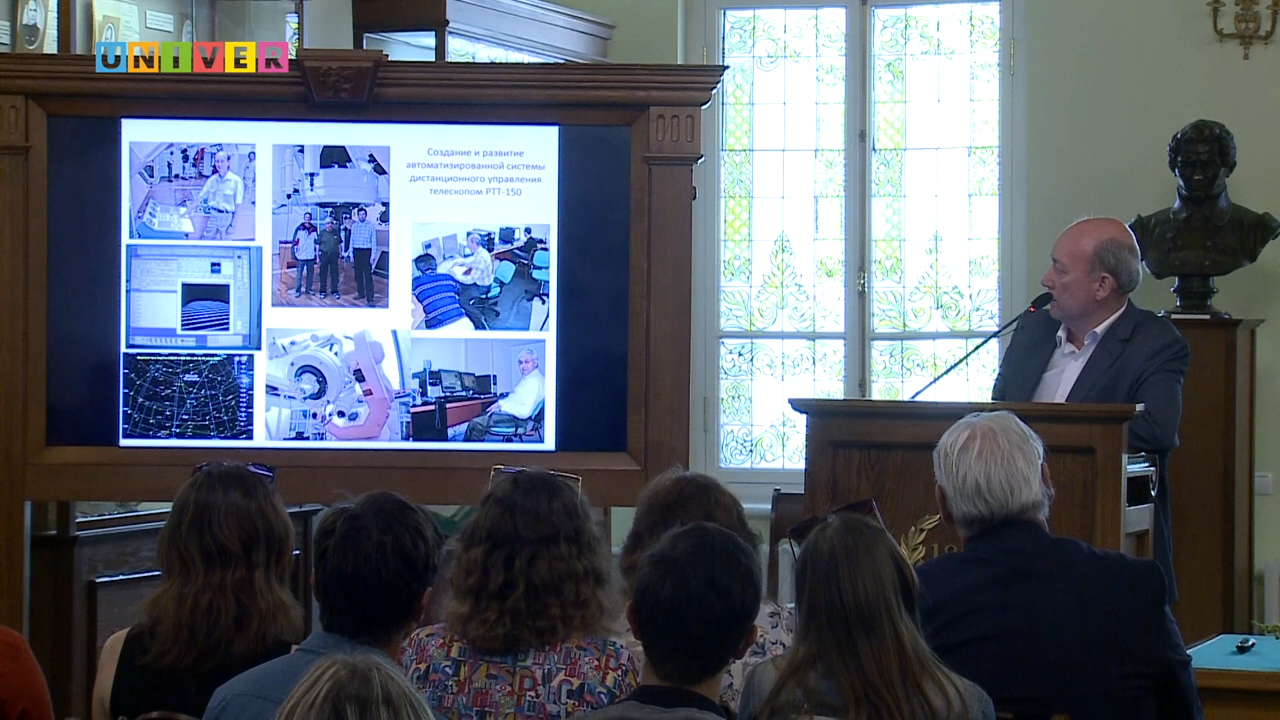 UNIVER
Создание и развитие
автоматизированной системы
дистанционного управления
телескопом РТТ-150